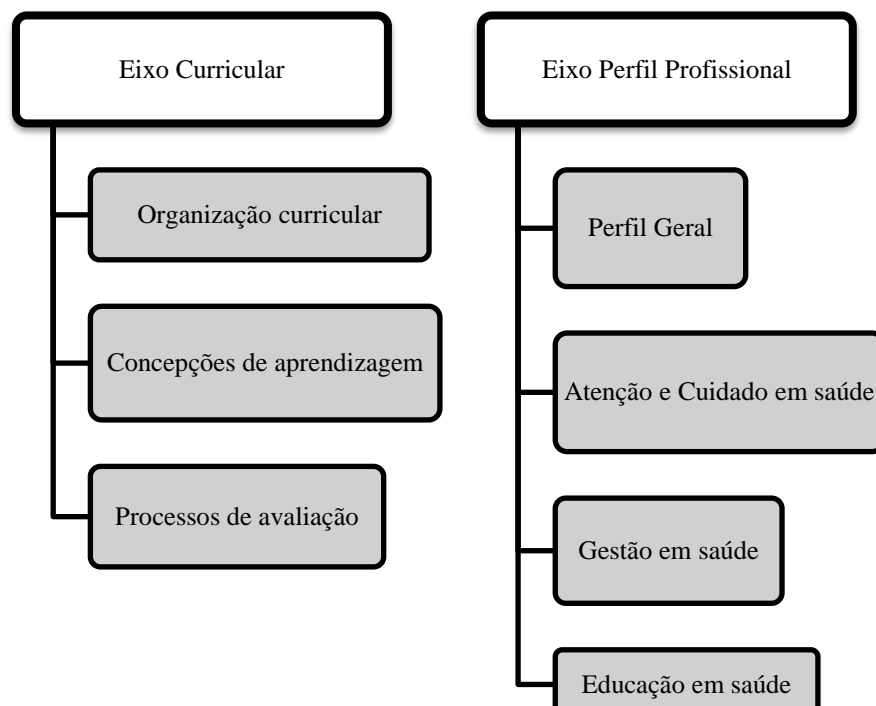 Eixo Curricular
Organização curricular
Concepções de aprendizagem
Processos de avaliação
Eixo Perfil Profissional
Perfil Geral
Atenção e Cuidado em saúde
Gestão em saúde
Educação em saúde